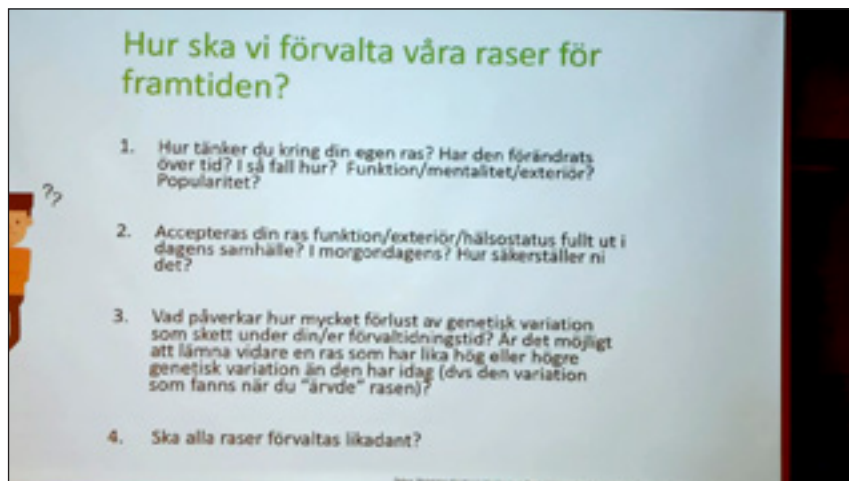 Hur ska vi förvalta våra raser för
framtiden?
??
1. Hur tänker du kring din egen ras? Har den förändrats
över tid? I så fall hur? Funktion/mentalitet/exteriör?
Popularitet?
2. Accepteras din ras funktion/exteriör/hälsostatus fullt ut i
dagens samhälle? I morgondagens? Hur säkerställer ni
det?
3. Vad påverkar hur mycket förlust av genetisk variation
som skett under din/er förvaltidningstid? Är det möjligt
att lämna vidare en ras som har lika hög eller högre
genetisk variation än den har idag (dvs den variation
som fanns när du "ärvde" rasen)?
4. Ska alla raser förvaltas likadant?